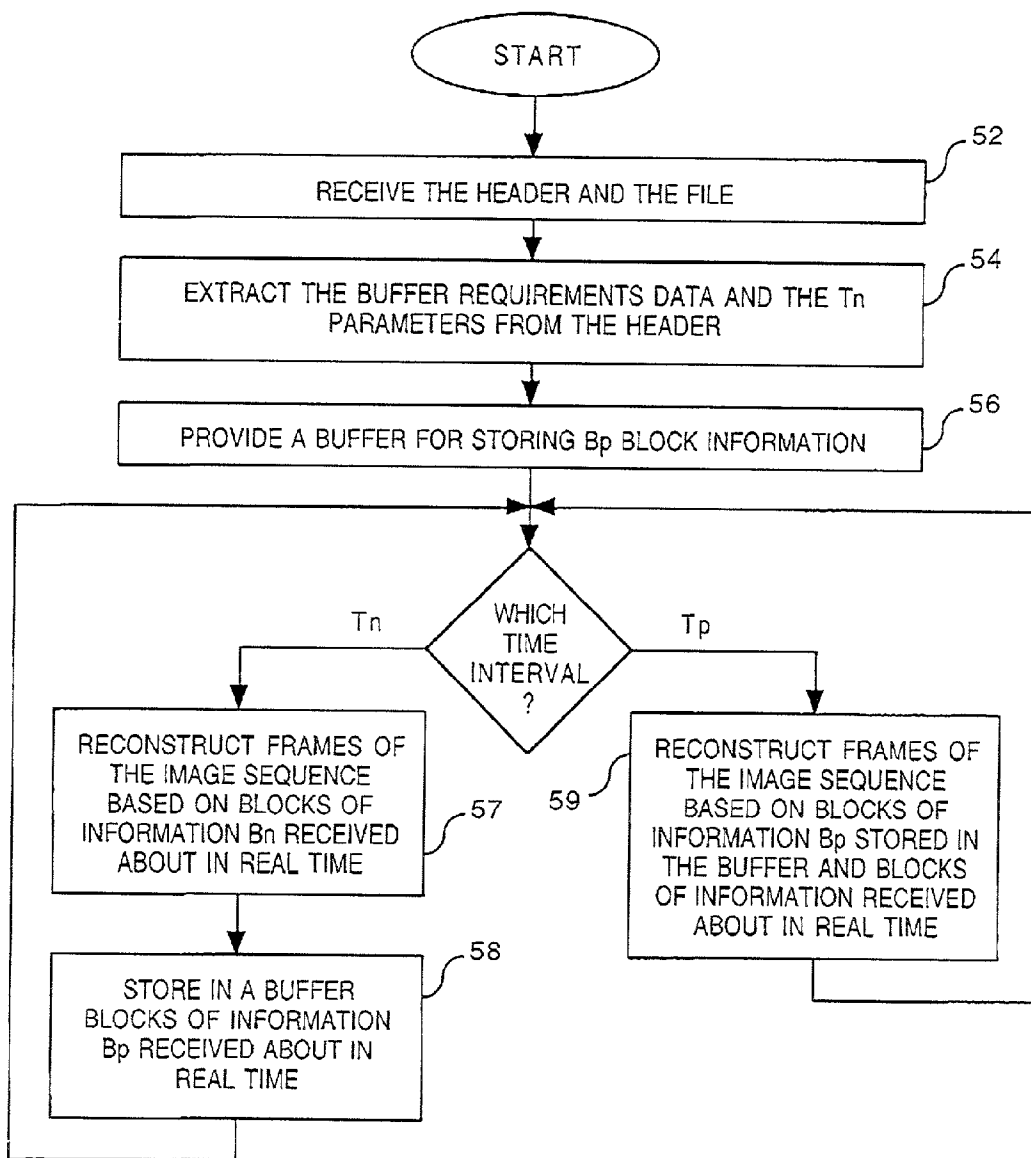 START
52
RECEIVE THE HEADER AND THE FILE
54
EXTRACT THE BUFFER REQUIREMENTS DATA AND THE Tn
PARAMETERS FROM THE HEADER
56
PROVIDE A BUFFER FOR STORING Bp BLOCK INFORMATION
Tn
WHICH
TIME
INTERVAL
?
Tp
RECONSTRUCT FRAMES OF
THE IMAGE SEQUENCE
BASED ON BLOCKS OF
INFORMATION Bn RECEIVED
ABOUT IN REAL TIME
57
58
STORE IN A BUFFER
BLOCKS OF INFORMATION
Bp RECEIVED ABOUT IN
REAL TIME
59
RECONSTRUCT FRAMES OF
THE IMAGE SEQUENCE
BASED ON BLOCKS OF
INFORMATION Bp STORED IN
THE BUFFER AND BLOCKS
OF INFORMATION RECEIVED
ABOUT IN REAL TIME